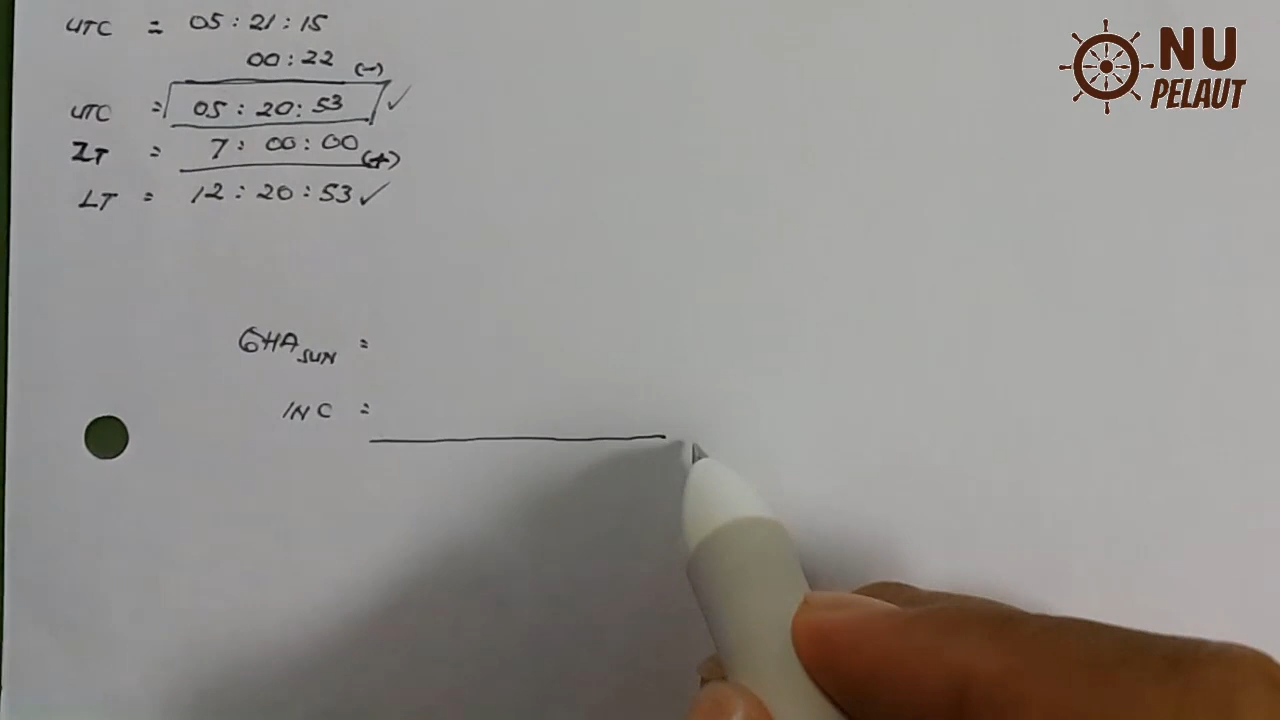 UTC = 05 : 21 : 15
00 : 22 (-)
UTC = 05 : 20 : 53 ✓
ZT = 7 : 00 : 00 (+)
LT = 12 : 20 : 53 ✓
GHA SUN =
INC =
NU
PELAUT